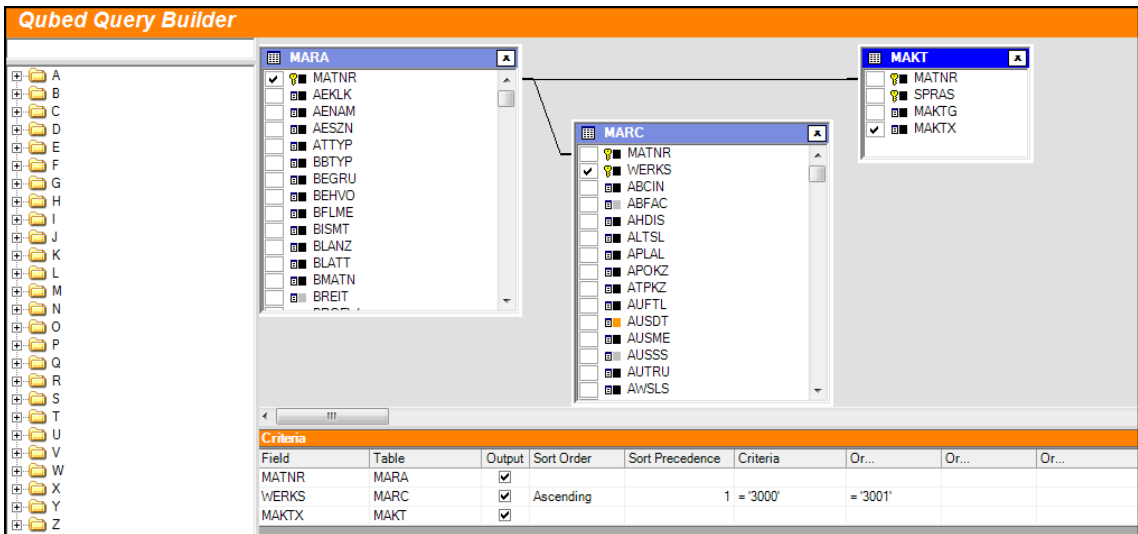 Qubed Query Builder
A
B
C
D
E
F
G
H
I
J
K
L
M
N
O
P
Q
R
S
T
U
V
W
X
Y
Z
MARA
MATNR
AEKLK
AENAM
AESZN
ATTYP
BBTYP
BEGRU
BEHVO
BFLME
BISMT
BLANZ
BLATT
BMATN
BREIT
MARC
MATNR
WERKS
ABCIN
ABFAC
AHDIS
ALTSL
APLAL
APOKZ
ATPKZ
AUFTL
AUSDT
AUSME
AUSSS
AUTRU
AWSLS
MAKT
MATNR
SPRAS
MAKTG
MAKTX
Criteria
Field Table Output Sort Order Sort Precedence Criteria Or... Or... Or...
MATNR MARA
WERKS MARC Ascending 1 = '3000' = '3001'
MAKTX MAKT